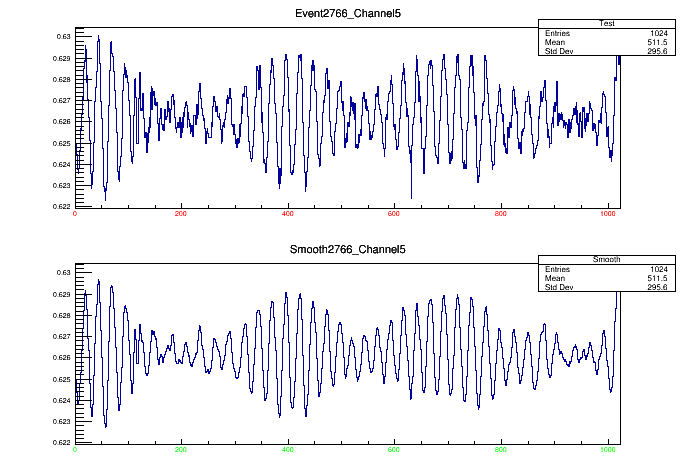 Event2766_Channel5
Test
Entries 1024
Mean 511.5
Std Dev 295.6
0.63
0.629
0.628
0.627
0.626
0.625
0.624
0.623
0.622
0 200 400 600 800 1000
Smooth2766_Channel5
Smooth
Entries 1024
Mean 511.5
Std Dev 295.6
0.63
0.629
0.628
0.627
0.626
0.625
0.624
0.623
0.622
0 200 400 600 800 1000